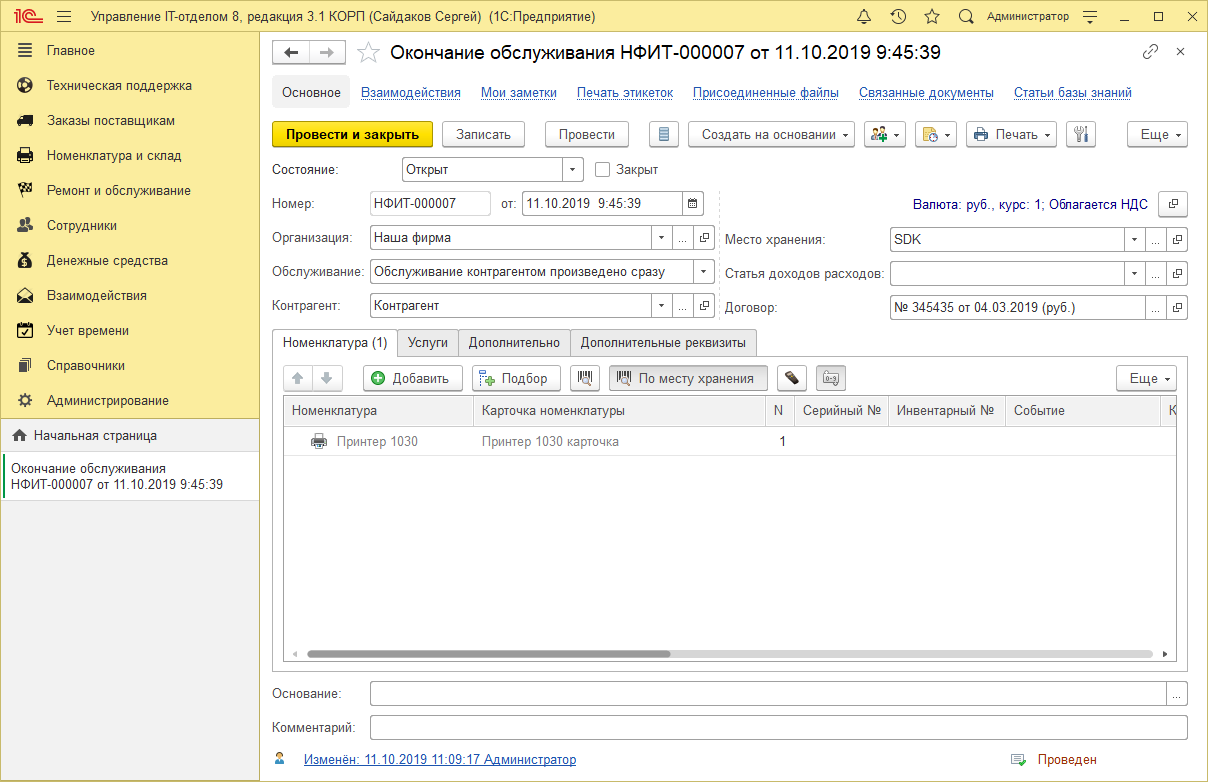 1С Управление IT-отделом 8, редакция 3.1 КОРП (Сайдаков Сергей) (1С:Предприятие) Администратор
Главное
Техническая поддержка
Заказы поставщикам
Номенклатура и склад
Ремонт и обслуживание
Сотрудники
Денежные средства
Взаимодействия
Учет времени
Справочники
Администрирование
Начальная страница
Окончание обслуживания
НФИТ-000007 от 11.10.2019 9:45:39
Окончание обслуживания НФИТ-000007 от 11.10.2019 9:45:39
Основное Взаимодействия Мои заметки Печать этикеток Присоединенные файлы Связанные документы Статьи базы знаний
Провести и закрыть Записать Провести Создать на основании Печать Еще
Состояние: Открыт Закрыт
Номер: НФИТ-000007 от: 11.10.2019 9:45:39 Валюта: руб., курс: 1; Облагается НДС
Организация: Наша фирма ... Место хранения: SDK ...
Обслуживание: Обслуживание контрагентом произведено сразу Статья доходов расходов: ...
Контрагент: Контрагент ... Договор: № 345435 от 04.03.2019 (руб.) ...
Номенклатура (1) Услуги Дополнительно Дополнительные реквизиты
Добавить Подбор По месту хранения Еще
Номенклатура Карточка номенклатуры N Серийный № Инвентарный № Событие К
Принтер 1030 Принтер 1030 карточка 1
Основание: ...
Комментарий:
Изменён: 11.10.2019 11:09:17 Администратор Проведен